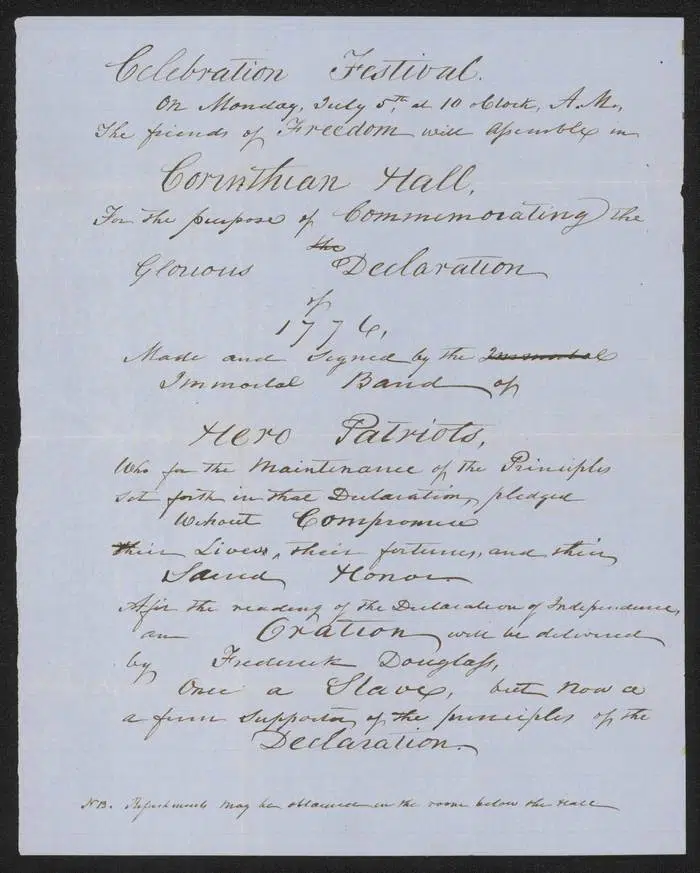 Celebration Festival.
On Monday, July 5th, at 10 oClock, A.M.,
The friends of Freedom will Assemble in
Corinthian Hall,
For the purpose of Commemorating the
Glorious the Declaration
of
1776,
Made and Signed by the Immortal
Immortal Band of
Hero Patriots,
Who for the Maintenance of the Principles
Set forth in that Declaration, pledged
Without Compromise
their Lives, their fortunes, and their
Sacred Honor
After the reading of the Declaration of Independence,
an Oration will be delivered
by Frederick Douglass,
Once a Slave, but Now a
a firm Supporter of the principles of the
Declaration.
NB. Refreshments may be obtained in the room below the Hall